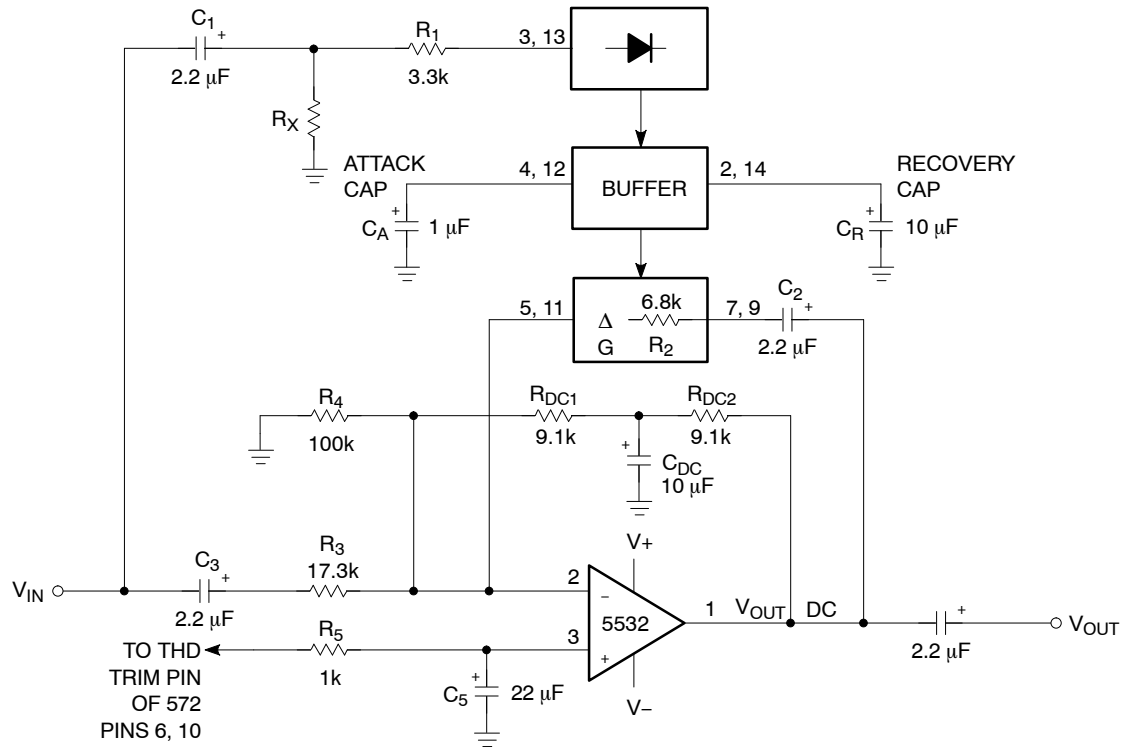 C1
+
2.2 μF
R1
3.3k
3, 13
RX
ATTACK
CAP
4, 12
BUFFER
2, 14
RECOVERY
CAP
+
CA
1 μF
+
CR
10 μF
5, 11
Δ
G
6.8k
R2
7, 9
C2
+
2.2 μF
R4
100k
RDC1
9.1k
RDC2
9.1k
+
CDC
10 μF
VIN
C3
+
2.2 μF
R3
17.3k
V+
2
−
5532
3
+
V−
1
VOUT
DC
+
2.2 μF
VOUT
TO THD
TRIM PIN
OF 572
PINS 6, 10
R5
1k
+
C5
22 μF